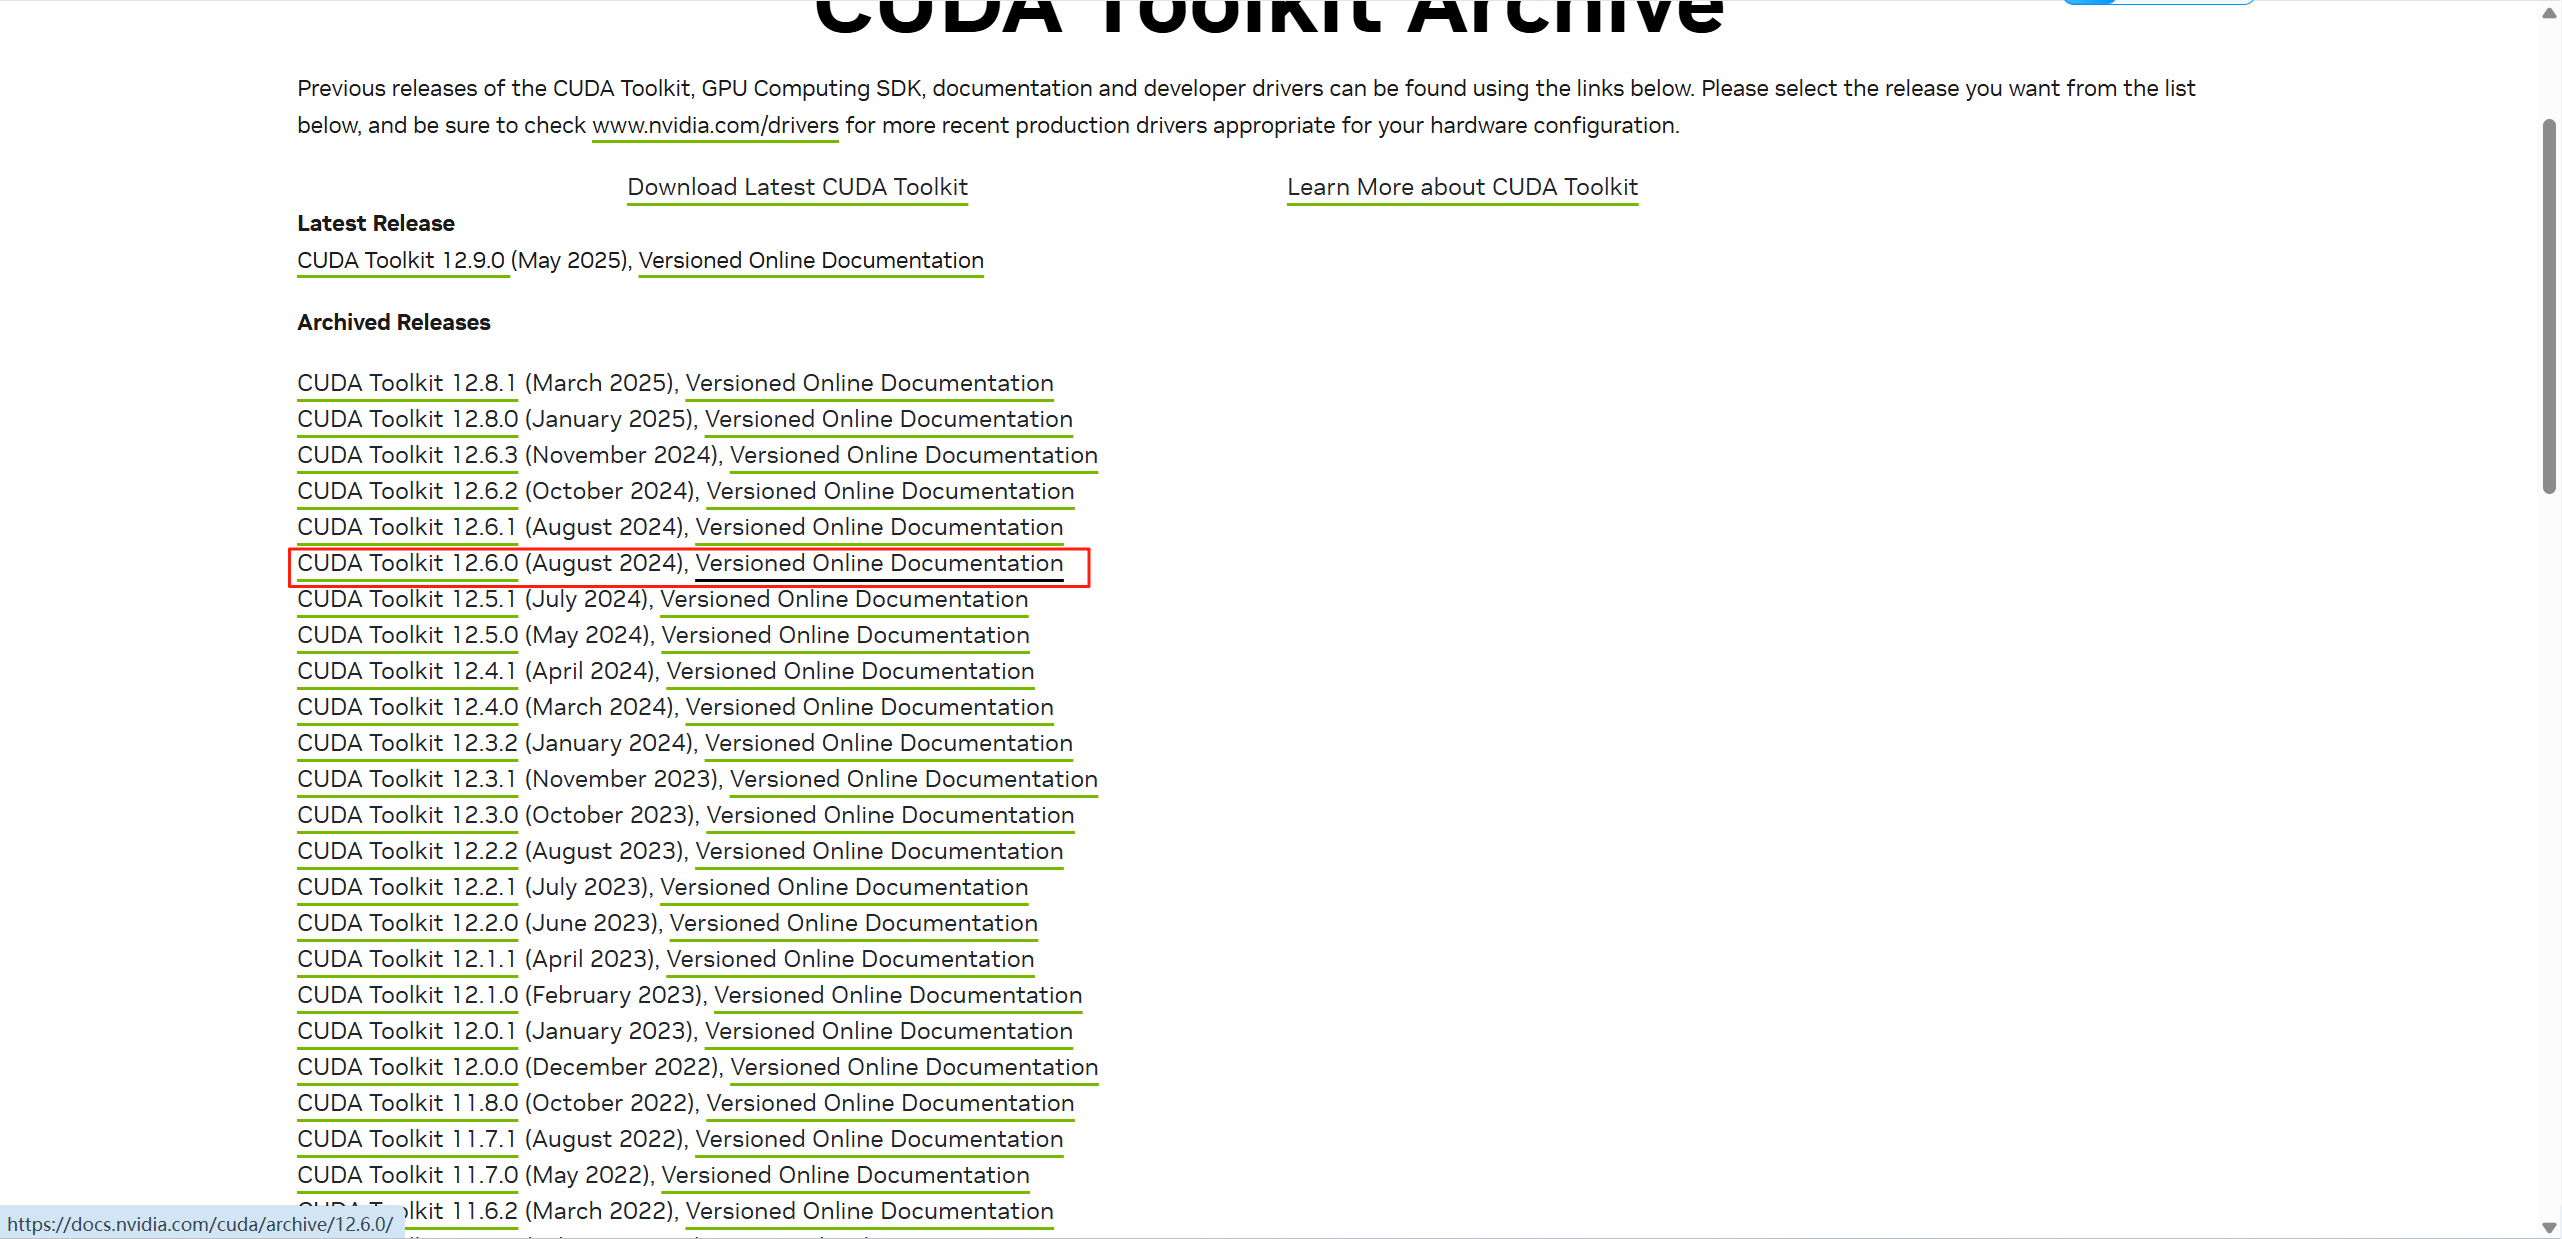 CUDA Toolkit Archive
Previous releases of the CUDA Toolkit, GPU Computing SDK, documentation and developer drivers can be found using the links below. Please select the release you want from the list
below, and be sure to check www.nvidia.com/drivers for more recent production drivers appropriate for your hardware configuration.
Download Latest CUDA Toolkit
Learn More about CUDA Toolkit
Latest Release
CUDA Toolkit 12.9.0 (May 2025), Versioned Online Documentation
Archived Releases
CUDA Toolkit 12.8.1 (March 2025), Versioned Online Documentation
CUDA Toolkit 12.8.0 (January 2025), Versioned Online Documentation
CUDA Toolkit 12.6.3 (November 2024), Versioned Online Documentation
CUDA Toolkit 12.6.2 (October 2024), Versioned Online Documentation
CUDA Toolkit 12.6.1 (August 2024), Versioned Online Documentation
CUDA Toolkit 12.6.0 (August 2024), Versioned Online Documentation
CUDA Toolkit 12.5.1 (July 2024), Versioned Online Documentation
CUDA Toolkit 12.5.0 (May 2024), Versioned Online Documentation
CUDA Toolkit 12.4.1 (April 2024), Versioned Online Documentation
CUDA Toolkit 12.4.0 (March 2024), Versioned Online Documentation
CUDA Toolkit 12.3.2 (January 2024), Versioned Online Documentation
CUDA Toolkit 12.3.1 (November 2023), Versioned Online Documentation
CUDA Toolkit 12.3.0 (October 2023), Versioned Online Documentation
CUDA Toolkit 12.2.2 (August 2023), Versioned Online Documentation
CUDA Toolkit 12.2.1 (July 2023), Versioned Online Documentation
CUDA Toolkit 12.2.0 (June 2023), Versioned Online Documentation
CUDA Toolkit 12.1.1 (April 2023), Versioned Online Documentation
CUDA Toolkit 12.1.0 (February 2023), Versioned Online Documentation
CUDA Toolkit 12.0.1 (January 2023), Versioned Online Documentation
CUDA Toolkit 12.0.0 (December 2022), Versioned Online Documentation
CUDA Toolkit 11.8.0 (October 2022), Versioned Online Documentation
CUDA Toolkit 11.7.1 (August 2022), Versioned Online Documentation
CUDA Toolkit 11.7.0 (May 2022), Versioned Online Documentation
CUDA Toolkit 11.6.2 (March 2022), Versioned Online Documentation
https://docs.nvidia.com/cuda/archive/12.6.0/